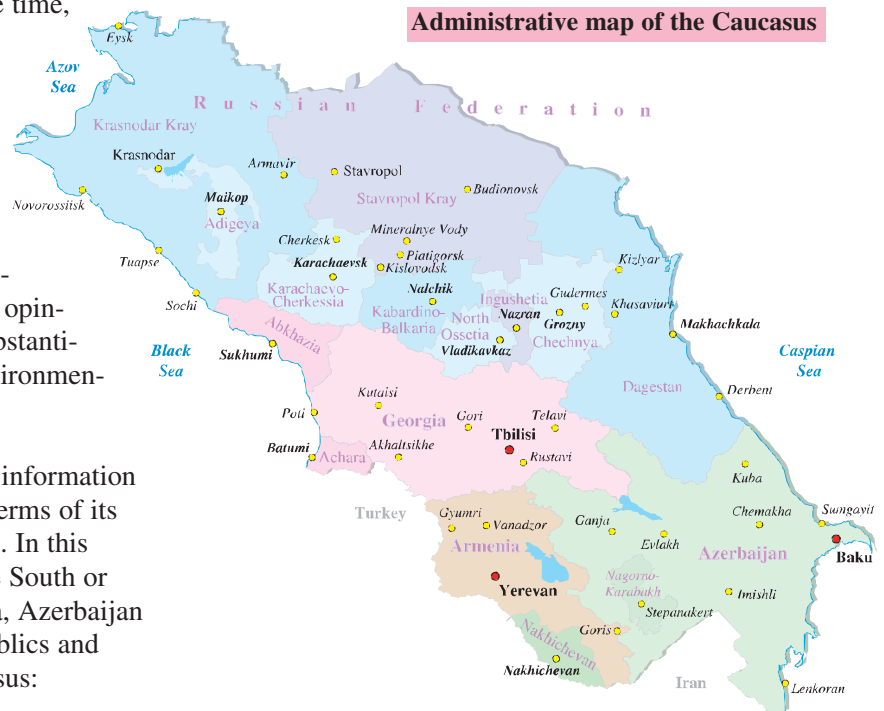 e time,
-
opin-
ostanti-
vironmen-
information
erms of its
. In this
e South or
a, Azerbaijan
blics and
sus:
Administrative map of the Caucasus
Eysk
Azov
Sea
Russian Federation
Krasnodar Kray
Krasnodar
Armavir
Stavropol
Stavropol Kray
Budionovsk
Novorossiisk
Maikop
Adigeya
Tuapse
Cherkesk
Mineralnye Vody
Piatigorsk
Karachaevsk
Kislovodsk
Kizlyar
Sochi
Karachaevo-
Cherkessia
Nalchik
Kabardino-
Balkaria
Ingushetia
Nazran
North
Ossetia
Vladikavkaz
Gudermes
Grozny
Chechnya
Khasaviurt
Makhachkala
Abkhazia
Black
Sea
Sukhumi
Caspian
Sea
Dagestan
Derbent
Kutaisi
Poti
Georgia
Gori
Telavi
Tbilisi
Batumi
Achara
Akhaltsikhe
Rustavi
Kuba
Turkey
Gyumri
Vanadzor
Armenia
Ganja
Evlakh
Chemakha
Sumgayit
Azerbaijan
Baku
Yerevan
Nagorno-
Karabakh
Stepanakert
Imishli
Goris
Nakhichevan
Nakhichevan
Iran
Lenkoran